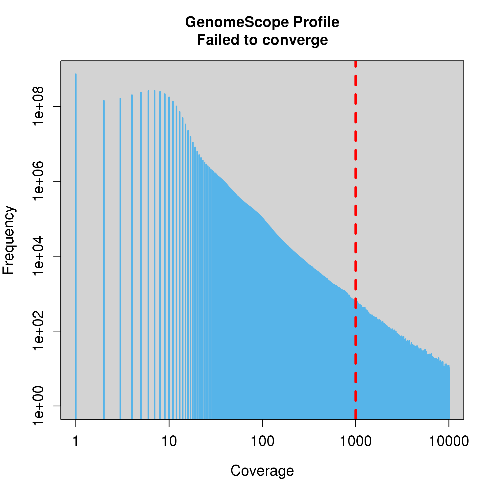 GenomeScope Profile
Failed to converge
Frequency
1e+08
1e+06
1e+04
1e+02
1e+00
1
10
100
1000
10000
Coverage